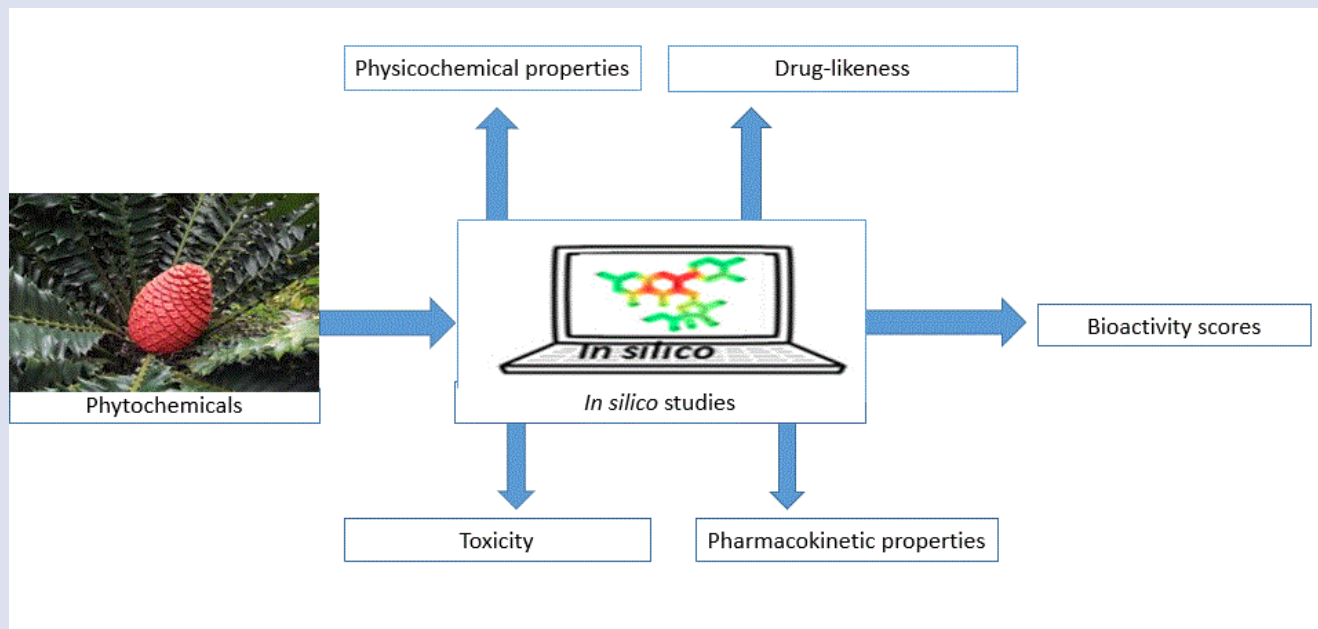 Physicochemical properties
Drug-likeness
Phytochemicals
In silico
In silico studies
Bioactivity scores
Toxicity
Pharmacokinetic properties